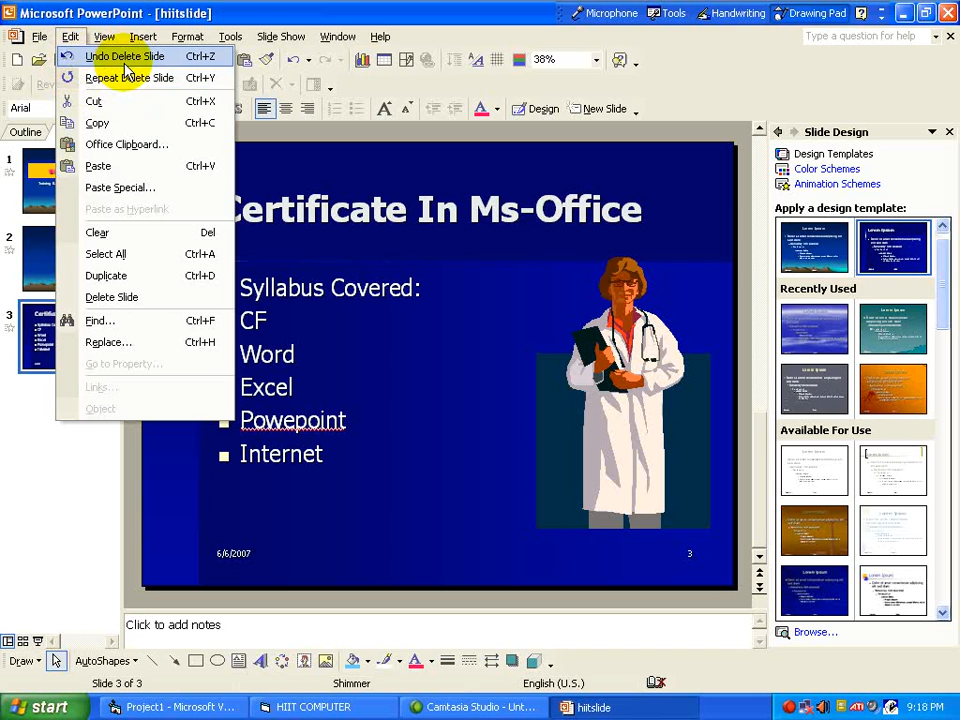 Microsoft PowerPoint - [hiitslide]
Microphone Tools Handwriting Drawing Pad
File Edit View Insert Format Tools Slide Show Window Help
Type a question for help
38%
Arial
Design New Slide
Outline
Undo Delete Slide Ctrl+Z
Repeat Delete Slide Ctrl+Y
Cut Ctrl+X
Copy Ctrl+C
Office Clipboard...
Paste Ctrl+V
Paste Special...
Paste as Hyperlink
Clear Del
Select All Ctrl+A
Duplicate Ctrl+D
Delete Slide
Find... Ctrl+F
Replace... Ctrl+H
Go to Property...
Links...
Object
1
2
3
Certificate In Ms-Office
Syllabus Covered:
CF
Word
Excel
Powepoint
Internet
6/6/2007
3
Slide Design
Design Templates
Color Schemes
Animation Schemes
Apply a design template:
Recently Used
Available For Use
Browse...
Click to add notes
Draw AutoShapes
Slide 3 of 3 Shimmer English (U.S.)
start Project1 - Microsoft V... HIIT COMPUTER Camtasia Studio - Unt... hiitslide 9:18 PM